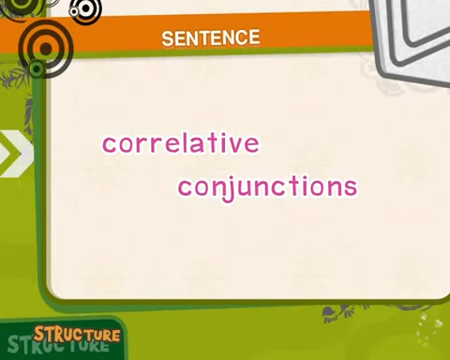 SENTENCE
correlative
conjunctions
STRUCTURE
STRUCTURE